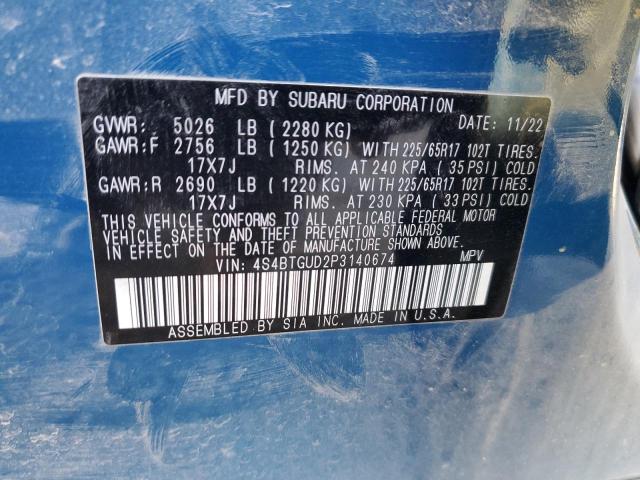 MFD BY SUBARU CORPORATION
GVWR: 5026 LB (2280 KG) DATE: 11/22
GAWR:F 2756 LB (1250 KG) WITH 225/65R17 102T TIRES.
17X7J RIMS. AT 240 KPA ( 35 PSI) COLD
GAWR:R 2690 LB (1220 KG) WITH 225/65R17 102T TIRES.
17X7J RIMS. AT 230 KPA ( 33 PSI) COLD
THIS VEHICLE CONFORMS TO ALL APPLICABLE FEDERAL MOTOR
VEHICLE SAFETY AND THEFT PREVENTION STANDARDS
IN EFFECT ON THE DATE OF MANUFACTURE SHOWN ABOVE.
VIN: 4S4BTGUD2P3140674 MPV
ASSEMBLED BY SIA INC. MADE IN U.S.A.